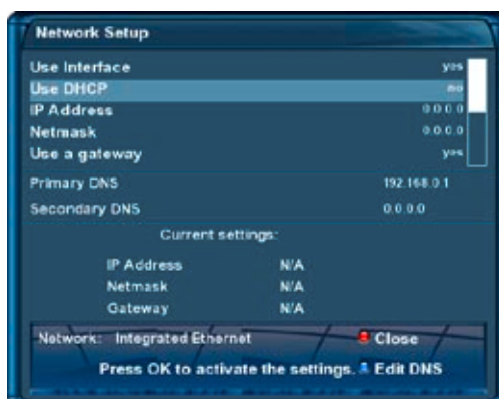 Network Setup
Use Interface yes
Use DHCP no
IP Address 0.0.0.0
Netmask 0.0.0.0
Use a gateway yes
Primary DNS 192.168.0.1
Secondary DNS 0.0.0.0
Current settings:
IP Address N/A
Netmask N/A
Gateway N/A
Network: Integrated Ethernet Close
Press OK to activate the settings. Edit DNS